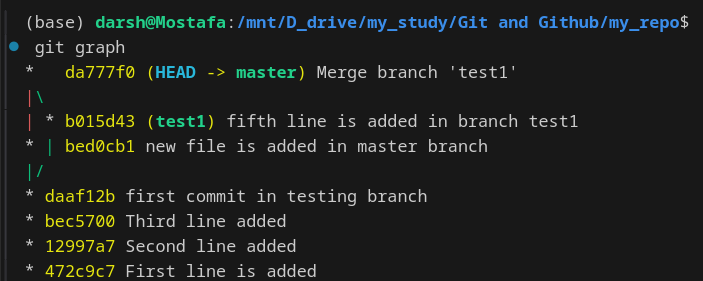 (base) darsh@Mostafa:/mnt/D_drive/my_study/Git and Github/my_repo$
git graph
*   da777f0 (HEAD -> master) Merge branch 'test1'
|\
| * b015d43 (test1) fifth line is added in branch test1
* | bed0cb1 new file is added in master branch
|/
* daaf12b first commit in testing branch
* bec5700 Third line added
* 12997a7 Second line added
* 472c9c7 First line is added